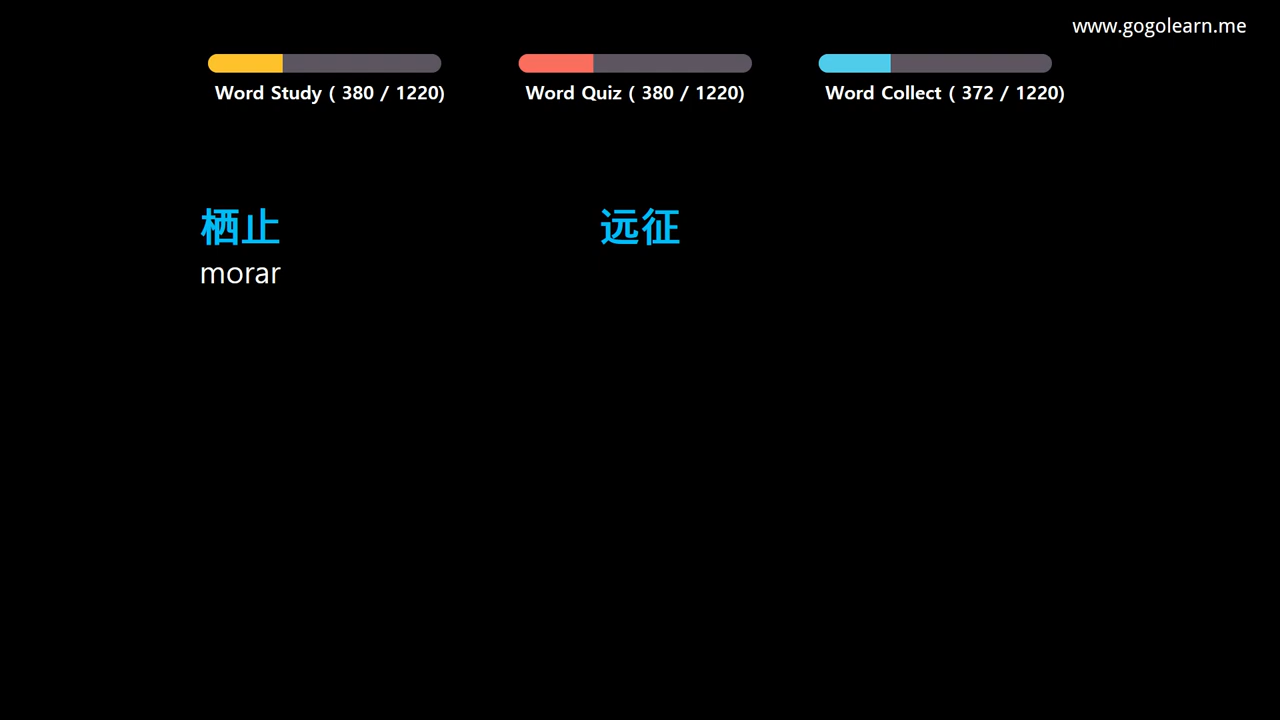 www.gogolearn.me
Word Study ( 380 / 1220)
Word Quiz ( 380 / 1220)
Word Collect ( 372 / 1220)
栖止
远征
morar